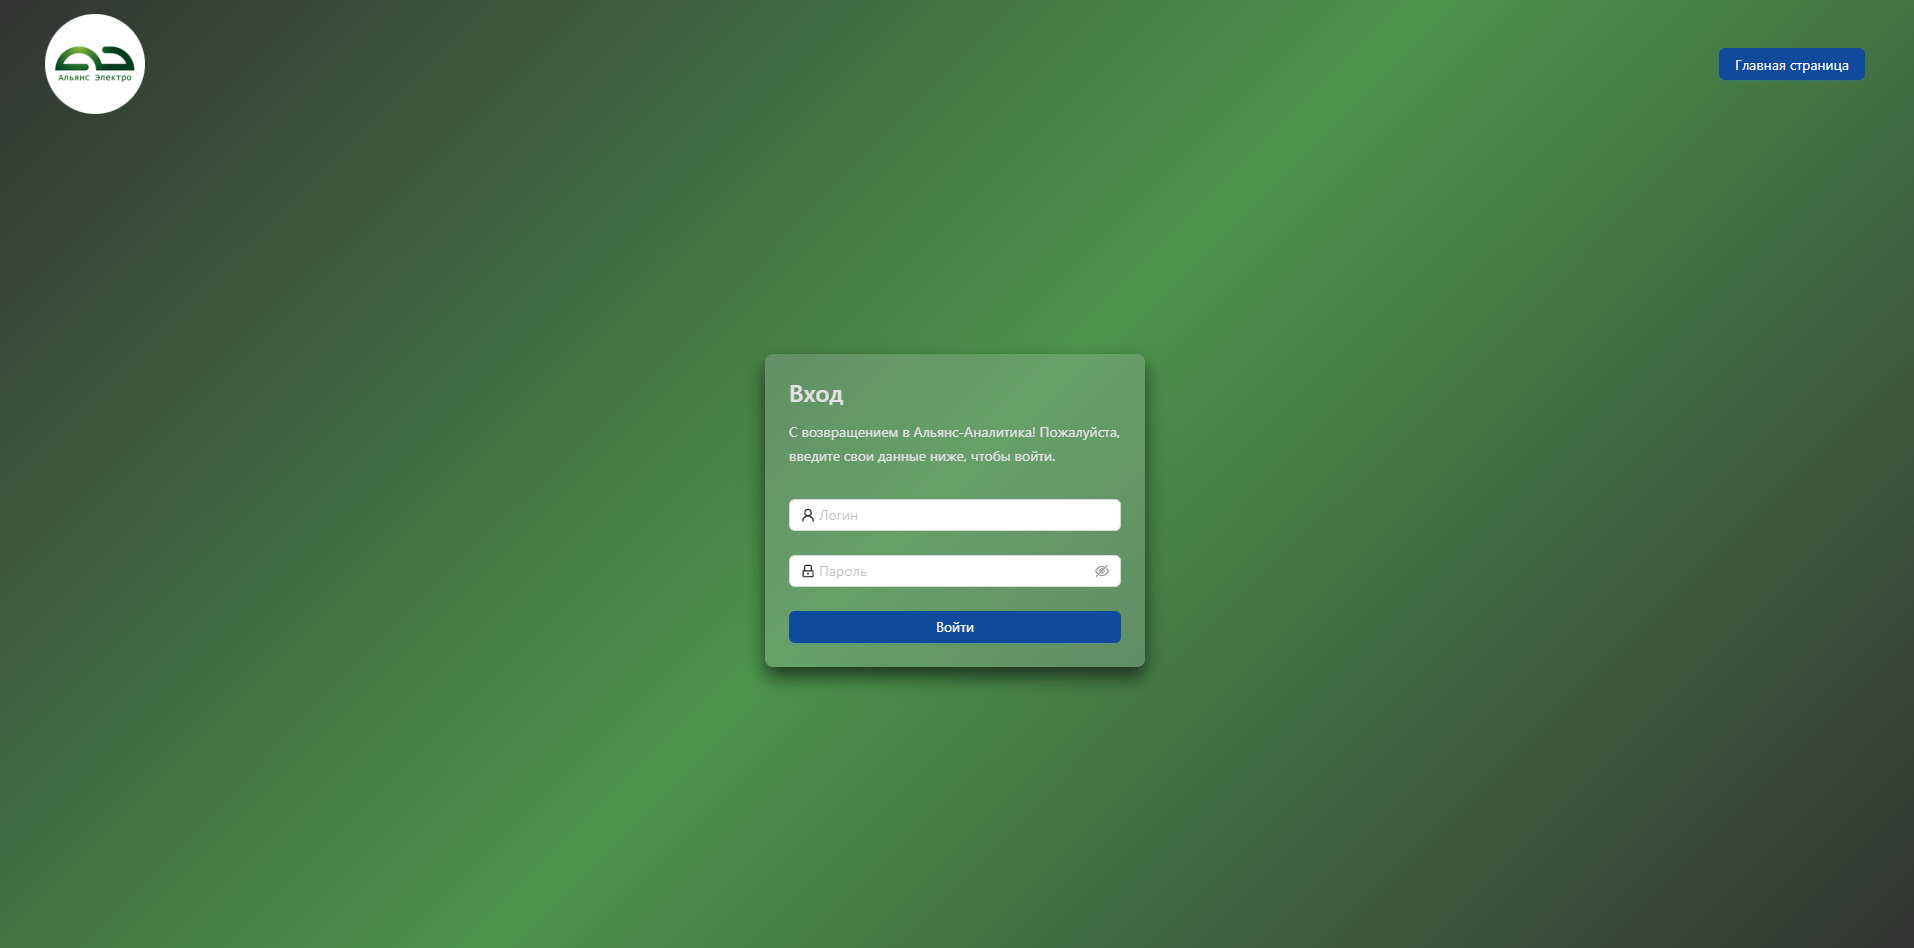 Альянс Электро
Главная страница
Вход
С возвращением в Альянс-Аналитика! Пожалуйста,
введите свои данные ниже, чтобы войти.
Логин
Пароль
Войти